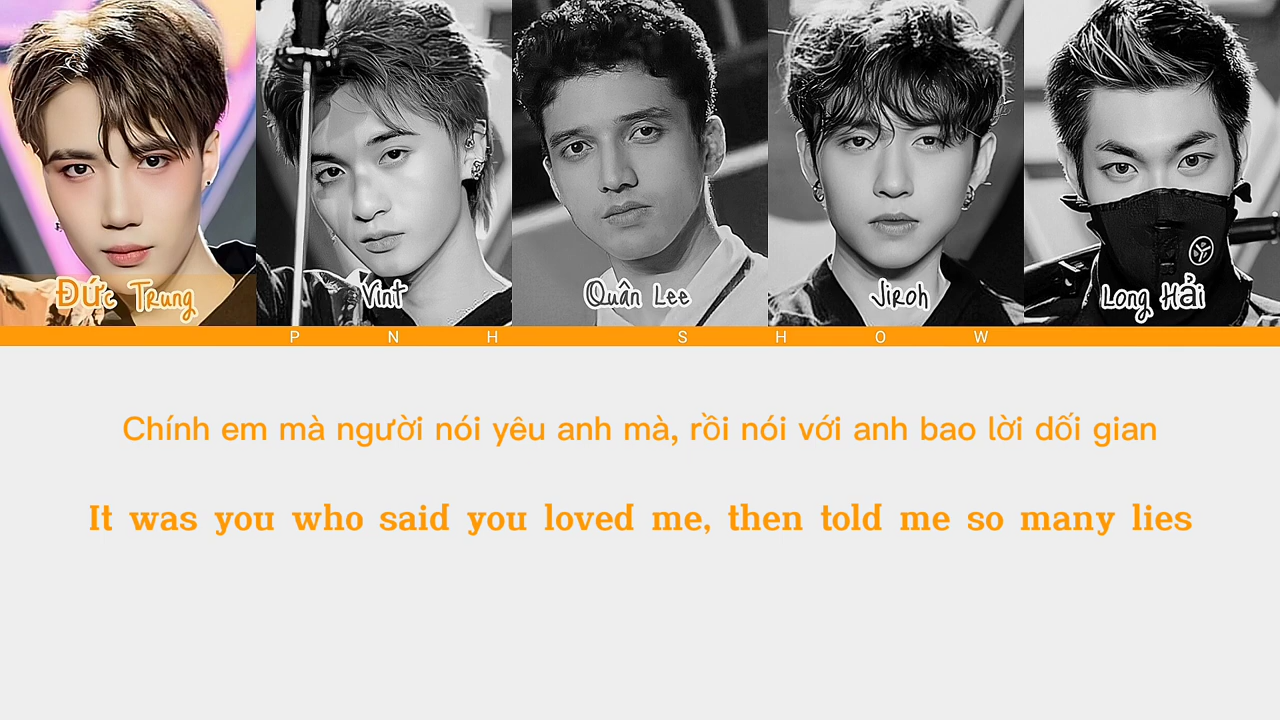 Đức Trung Vint Quân Lee Jiroh Long Hải
PNH SHOW
Chính em mà người nói yêu anh mà, rồi nói với anh bao lời dối gian
It was you who said you loved me, then told me so many lies